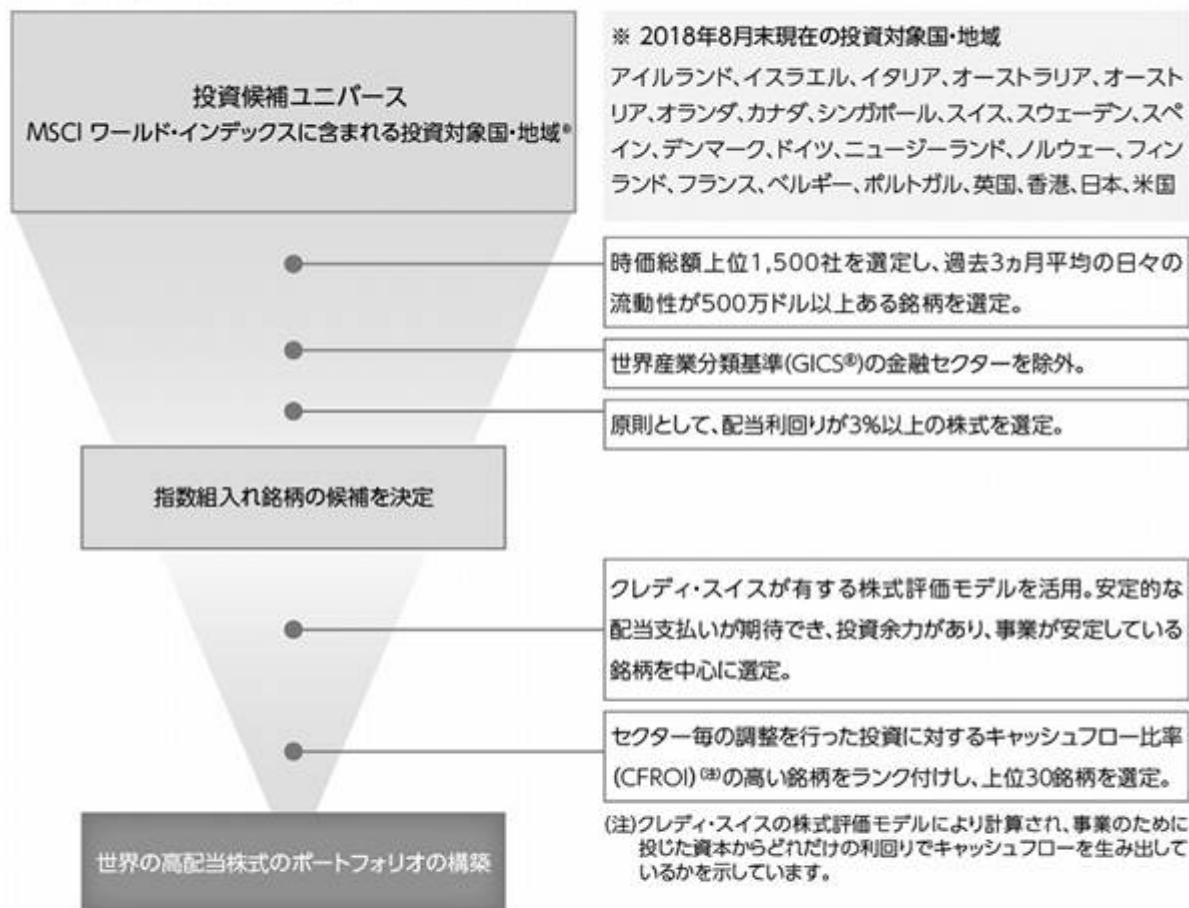 投資候補ユニバース
MSCI ワールド・インデックスに含まれる投資対象国・地域※
※ 2018年8月末現在の投資対象国・地域
アイルランド、イスラエル、イタリア、オーストラリア、オースト
リア、オランダ、カナダ、シンガポール、スイス、スウェーデン、スペ
イン、デンマーク、ドイツ、ニュージーランド、ノルウェー、フィン
ランド、フランス、ベルギー、ポルトガル、英国、香港、日本、米国
時価総額上位1,500社を選定し、過去3ヵ月平均の日々の
流動性が500万ドル以上ある銘柄を選定。
世界産業分類基準(GICS®)の金融セクターを除外。
原則として、配当利回りが3%以上の株式を選定。
指数組入れ銘柄の候補を決定
クレディ・スイスが有する株式評価モデルを活用。安定的な
配当支払いが期待でき、投資余力があり、事業が安定している
銘柄を中心に選定。
セクター毎の調整を行った投資に対するキャッシュフロー比率
(CFROI)(注)の高い銘柄をランク付けし、上位30銘柄を選定。
(注)クレディ・スイスの株式評価モデルにより計算され、事業のために
投じた資本からどれだけの利回りでキャッシュフローを生み出して
いるかを示しています。
世界の高配当株式のポートフォリオの構築